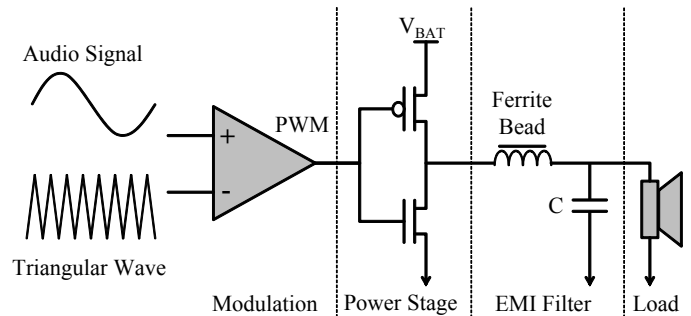 Audio Signal
V_BAT
PWM
Ferrite
Bead
+
-
C
Triangular Wave
Modulation
Power Stage
EMI Filter
Load